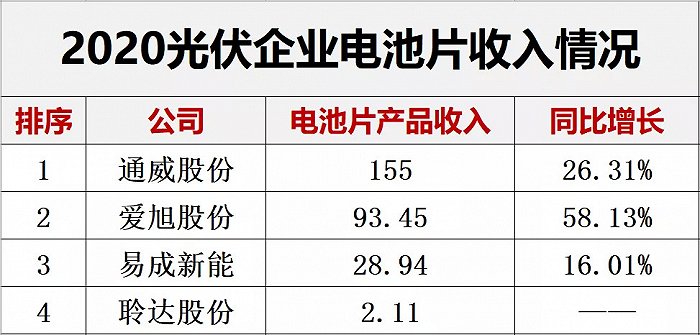 2020光伏企业电池片收入情况
排序 公司 电池片产品收入 同比增长
1 通威股份 155 26.31%
2 爱旭股份 93.45 58.13%
3 易成新能 28.94 16.01%
4 聆达股份 2.11 ——